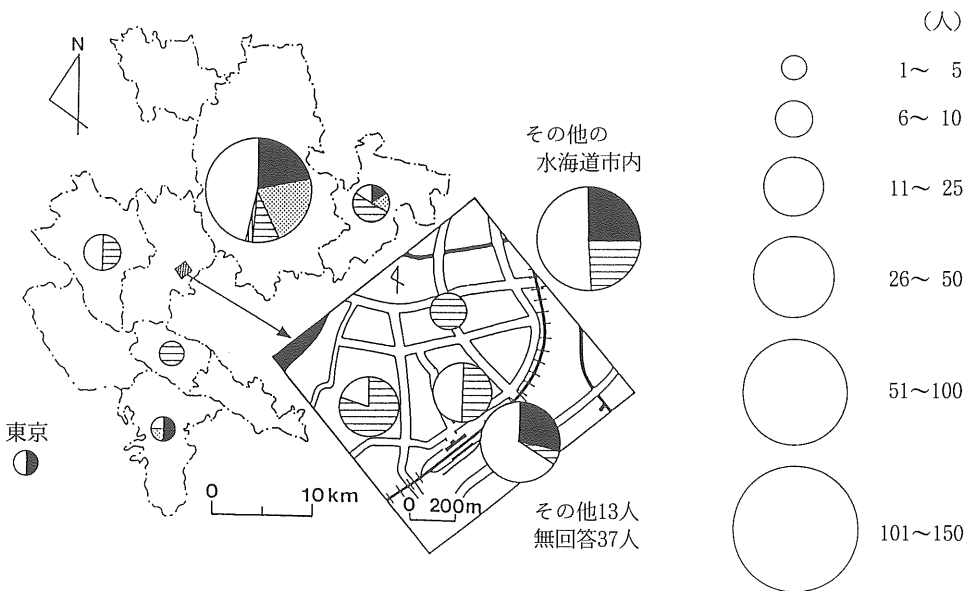 (人)
N
1~ 5
6~ 10
その他の
水海道市内
11~ 25
26~ 50
51~100
東京
0 10km
0 200m
その他13人
無回答37人
101~150